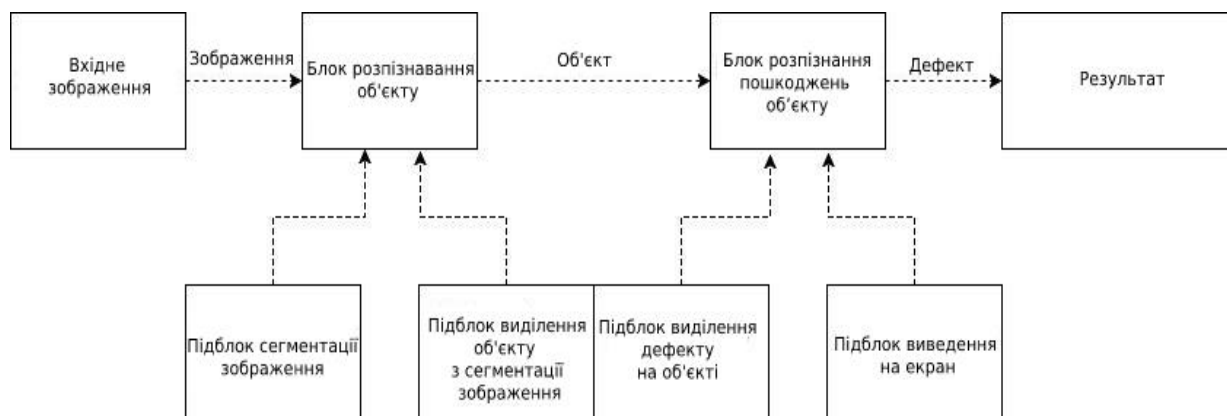 Вхідне
зображення
Зображення
Блок розпізнавання
об'єкту
Об'єкт
Блок розпізнання
пошкоджень
об'єкту
Дефект
Результат
Підблок сегментації
зображення
Підблок виділення
об'єкту
з сегментації
зображення
Підблок виділення
дефекту
на об'єкті
Підблок виведення
на екран